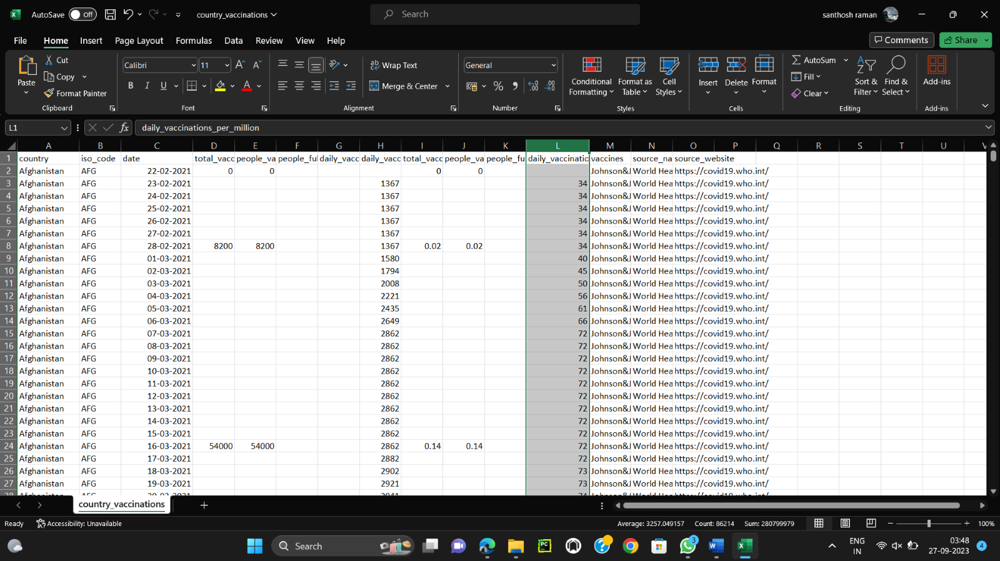 AutoSave Off country_vaccinations Search santhosh raman
File Home Insert Page Layout Formulas Data Review View Help Comments Share
Paste Cut Copy Format Painter Clipboard
Calibri 11 B I U A Font
Wrap Text Merge & Center Alignment
General % Number
Conditional Formatting Format as Table Cell Styles Styles
Insert Delete Format Cells
AutoSum Fill Clear Sort & Filter Find & Select Editing
Add-ins Add-ins
L1 fx daily_vaccinations_per_million
A B C D E F G H I J K L M N O P Q R S T U V
1 country iso_code date total_vacc people_va people_ful daily_vacc daily_vacc total_vacc people_va people_fu daily_vaccinatic vaccines source_na source_website
2 Afghanistan AFG 22-02-2021 0 0 0 0 Johnson&J World Hea https://covid19.who.int/
3 Afghanistan AFG 23-02-2021 1367 34 Johnson&J World Hea https://covid19.who.int/
4 Afghanistan AFG 24-02-2021 1367 34 Johnson&J World Hea https://covid19.who.int/
5 Afghanistan AFG 25-02-2021 1367 34 Johnson&J World Hea https://covid19.who.int/
6 Afghanistan AFG 26-02-2021 1367 34 Johnson&J World Hea https://covid19.who.int/
7 Afghanistan AFG 27-02-2021 1367 34 Johnson&J World Hea https://covid19.who.int/
8 Afghanistan AFG 28-02-2021 8200 8200 1367 0.02 0.02 34 Johnson&J World Hea https://covid19.who.int/
9 Afghanistan AFG 01-03-2021 1580 40 Johnson&J World Hea https://covid19.who.int/
10 Afghanistan AFG 02-03-2021 1794 45 Johnson&J World Hea https://covid19.who.int/
11 Afghanistan AFG 03-03-2021 2008 50 Johnson&J World Hea https://covid19.who.int/
12 Afghanistan AFG 04-03-2021 2221 56 Johnson&J World Hea https://covid19.who.int/
13 Afghanistan AFG 05-03-2021 2435 61 Johnson&J World Hea https://covid19.who.int/
14 Afghanistan AFG 06-03-2021 2649 66 Johnson&J World Hea https://covid19.who.int/
15 Afghanistan AFG 07-03-2021 2862 72 Johnson&J World Hea https://covid19.who.int/
16 Afghanistan AFG 08-03-2021 2862 72 Johnson&J World Hea https://covid19.who.int/
17 Afghanistan AFG 09-03-2021 2862 72 Johnson&J World Hea https://covid19.who.int/
18 Afghanistan AFG 10-03-2021 2862 72 Johnson&J World Hea https://covid19.who.int/
19 Afghanistan AFG 11-03-2021 2862 72 Johnson&J World Hea https://covid19.who.int/
20 Afghanistan AFG 12-03-2021 2862 72 Johnson&J World Hea https://covid19.who.int/
21 Afghanistan AFG 13-03-2021 2862 72 Johnson&J World Hea https://covid19.who.int/
22 Afghanistan AFG 14-03-2021 2862 72 Johnson&J World Hea https://covid19.who.int/
23 Afghanistan AFG 15-03-2021 2862 72 Johnson&J World Hea https://covid19.who.int/
24 Afghanistan AFG 16-03-2021 54000 54000 2862 0.14 0.14 72 Johnson&J World Hea https://covid19.who.int/
25 Afghanistan AFG 17-03-2021 2882 72 Johnson&J World Hea https://covid19.who.int/
26 Afghanistan AFG 18-03-2021 2902 73 Johnson&J World Hea https://covid19.who.int/
27 Afghanistan AFG 19-03-2021 2921 73 Johnson&J World Hea https://covid19.who.int/
country_vaccinations
Ready Accessibility: Unavailable Average: 3257.049157 Count: 86214 Sum: 280799979 100%
Search PC 3 W ENG 03:48
IN 27-09-2023 4